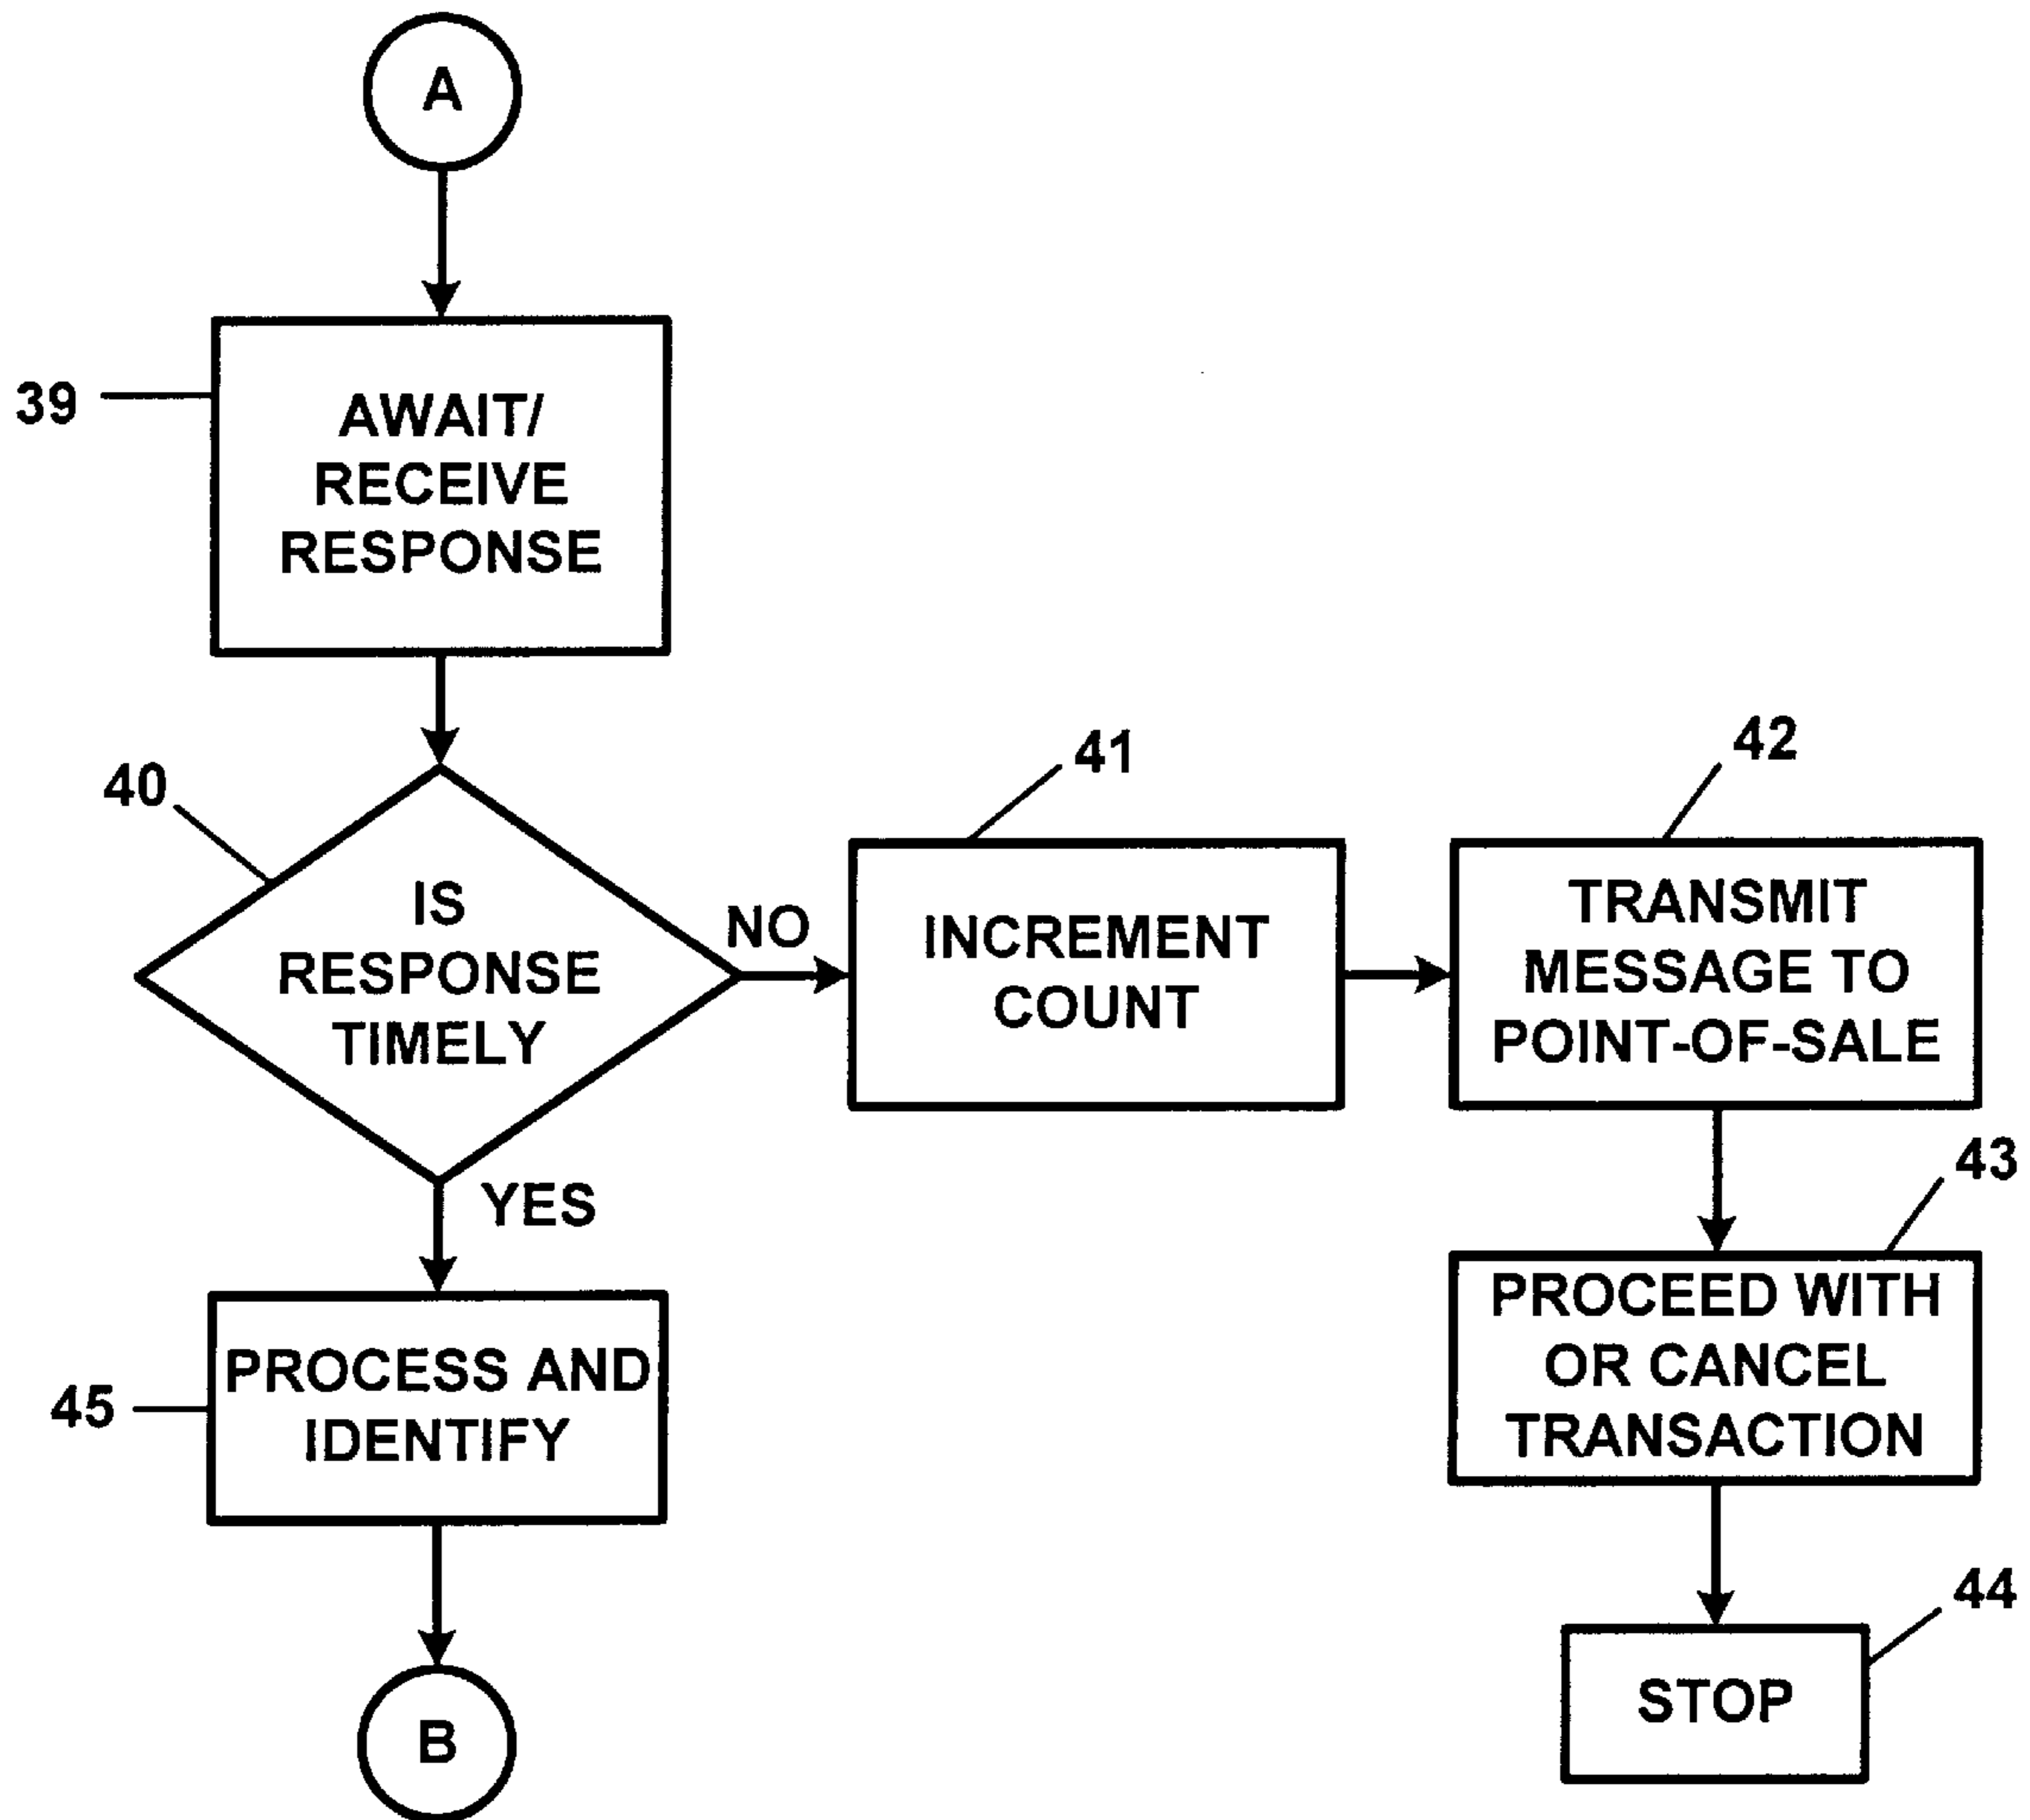 A
39
AWAIT/
RECEIVE
RESPONSE
40
IS
RESPONSE
TIMELY
NO
41
INCREMENT
COUNT
42
TRANSMIT
MESSAGE TO
POINT-OF-SALE
43
PROCEED WITH
OR CANCEL
TRANSACTION
44
STOP
YES
45
PROCESS AND
IDENTIFY
B